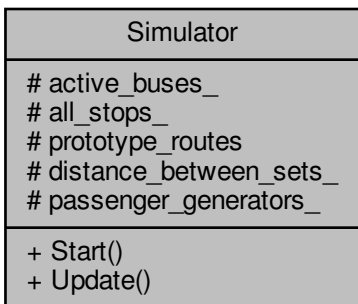 Simulator
# active_buses_
# all_stops_
# prototype_routes
# distance_between_sets_
# passenger_generators_
+ Start()
+ Update()